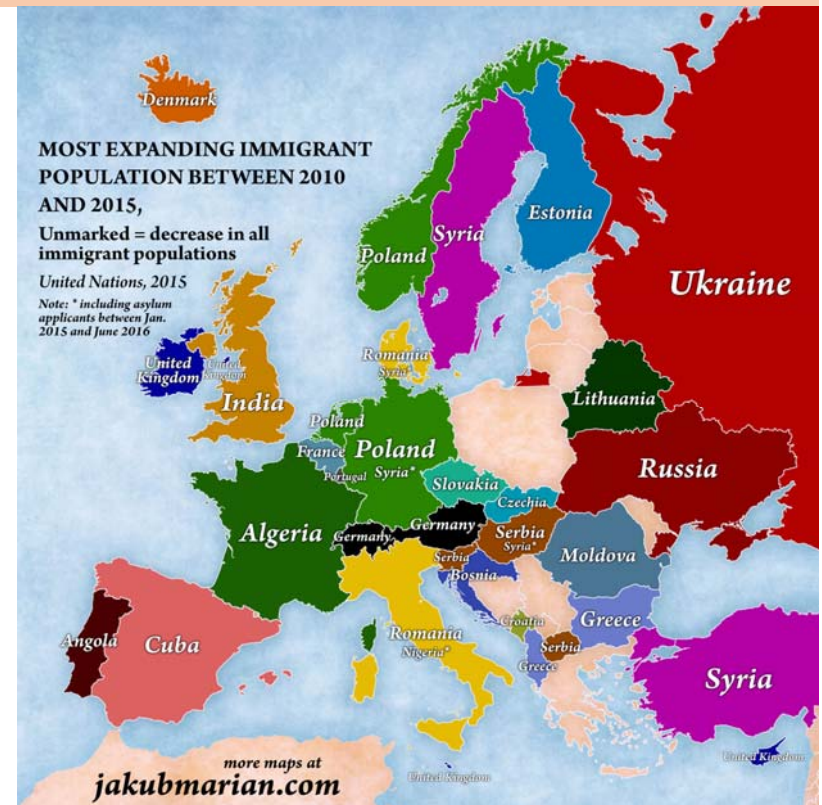 Denmark
MOST EXPANDING IMMIGRANT
POPULATION BETWEEN 2010
AND 2015,
Unmarked = decrease in all
immigrant populations
United Nations, 2015
Note: * including asylum
applicants between Jan.
2015 and June 2016
Poland
Syria
Estonia
Ukraine
United
Kingdom
United
Kingdom
India
Romania
Syria*
Lithuania
Poland
Poland
Syria*
France
Portugal
Slovakia
Czechia
Russia
Algeria
Germany
Germany
Serbia
Syria*
Moldova
Serbia
Bosnia
Angola
Cuba
Romania
Nigeria*
Croatia
Greece
Serbia
Greece
Syria
United Kingdom
United Kingdom
more maps at
jakubmarian.com